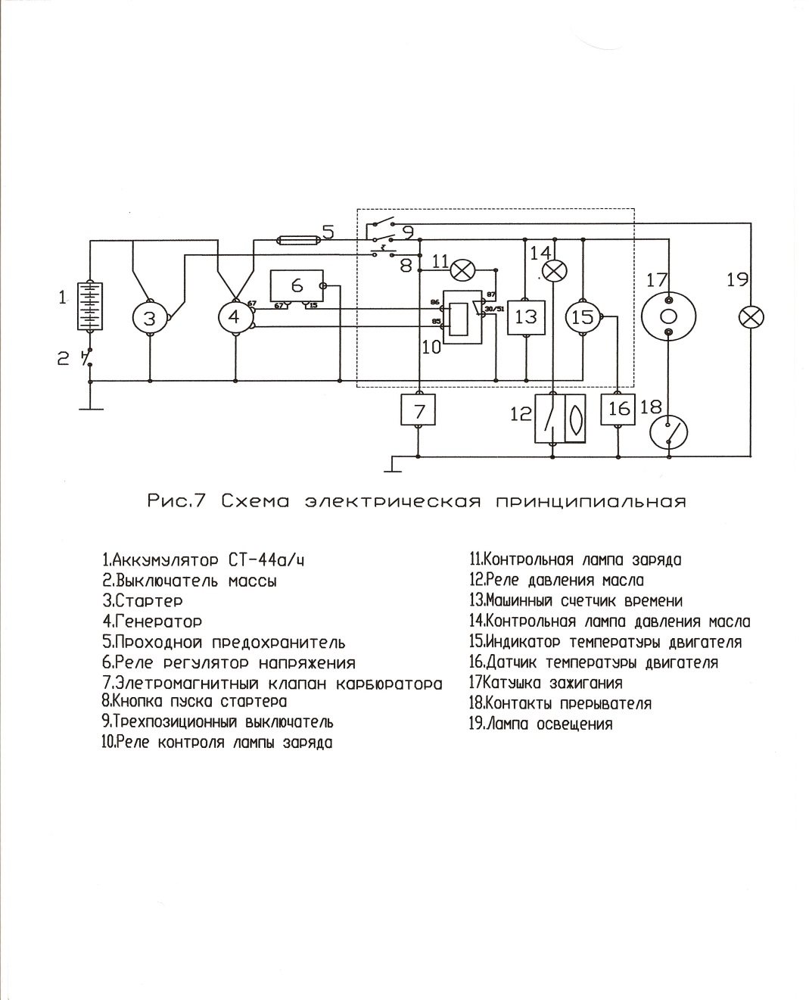 5
9
14
8
11
17
19
1
6
87
3
4
67
67
15
86
30/51
13
15
85
2
10
7
12
16
18
Рис.7 Схема электрическая принципиальная
1.Аккумулятор СТ-44а/ч
2.Выключатель массы
3.Стартер
4.Генератор
5.Проходной предохранитель
6.Реле регулятор напряжения
7.Элетромагнитный клапан карбюратора
8.Кнопка пуска стартера
9.Трехпозиционный выключатель
10.Реле контроля лампы заряда
11.Контрольная лампа заряда
12.Реле давления масла
13.Машинный счетчик времени
14.Контрольная лампа давления масла
15.Индикатор температуры двигателя
16.Датчик температуры двигателя
17Катушка зажигания
18.Контакты прерывателя
19.Лампа освещения